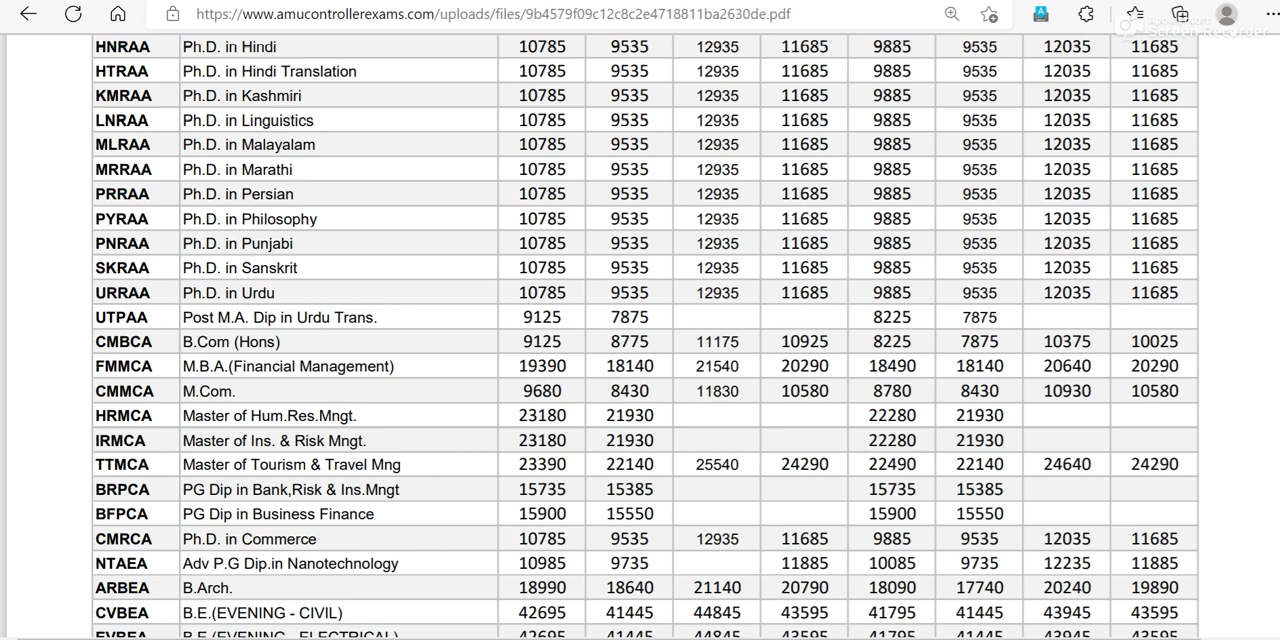 https://www.amucontrollerexams.com/uploads/files/9b4579f09c12c8c2e4718811ba2630de.pdf
Screen Recorder
HNRAA Ph.D. in Hindi 10785 9535 12935 11685 9885 9535 12035 11685
HTRAA Ph.D. in Hindi Translation 10785 9535 12935 11685 9885 9535 12035 11685
KMRAA Ph.D. in Kashmiri 10785 9535 12935 11685 9885 9535 12035 11685
LNRAA Ph.D. in Linguistics 10785 9535 12935 11685 9885 9535 12035 11685
MLRAA Ph.D. in Malayalam 10785 9535 12935 11685 9885 9535 12035 11685
MRRAA Ph.D. in Marathi 10785 9535 12935 11685 9885 9535 12035 11685
PRRAA Ph.D. in Persian 10785 9535 12935 11685 9885 9535 12035 11685
PYRAA Ph.D. in Philosophy 10785 9535 12935 11685 9885 9535 12035 11685
PNRAA Ph.D. in Punjabi 10785 9535 12935 11685 9885 9535 12035 11685
SKRAA Ph.D. in Sanskrit 10785 9535 12935 11685 9885 9535 12035 11685
URRAA Ph.D. in Urdu 10785 9535 12935 11685 9885 9535 12035 11685
UTPAA Post M.A. Dip in Urdu Trans. 9125 7875 8225 7875
CMBCA B.Com (Hons) 9125 8775 11175 10925 8225 7875 10375 10025
FMMCA M.B.A.(Financial Management) 19390 18140 21540 20290 18490 18140 20640 20290
CMMCA M.Com. 9680 8430 11830 10580 8780 8430 10930 10580
HRMCA Master of Hum.Res.Mngt. 23180 21930 22280 21930
IRMCA Master of Ins. & Risk Mngt. 23180 21930 22280 21930
TTMCA Master of Tourism & Travel Mng 23390 22140 25540 24290 22490 22140 24640 24290
BRPCA PG Dip in Bank,Risk & Ins.Mngt 15735 15385 15735 15385
BFPCA PG Dip in Business Finance 15900 15550 15900 15550
CMRCA Ph.D. in Commerce 10785 9535 12935 11685 9885 9535 12035 11685
NTAEA Adv P.G Dip.in Nanotechnology 10985 9735 11885 10085 9735 12235 11885
ARBEA B.Arch. 18990 18640 21140 20790 18090 17740 20240 19890
CVBEA B.E.(EVENING - CIVIL) 42695 41445 44845 43595 41795 41445 43945 43595
EVBEA B.E.(EVENING - ELECTRICAL) 42695 41445 44845 43595 41795 41445 43945 43595